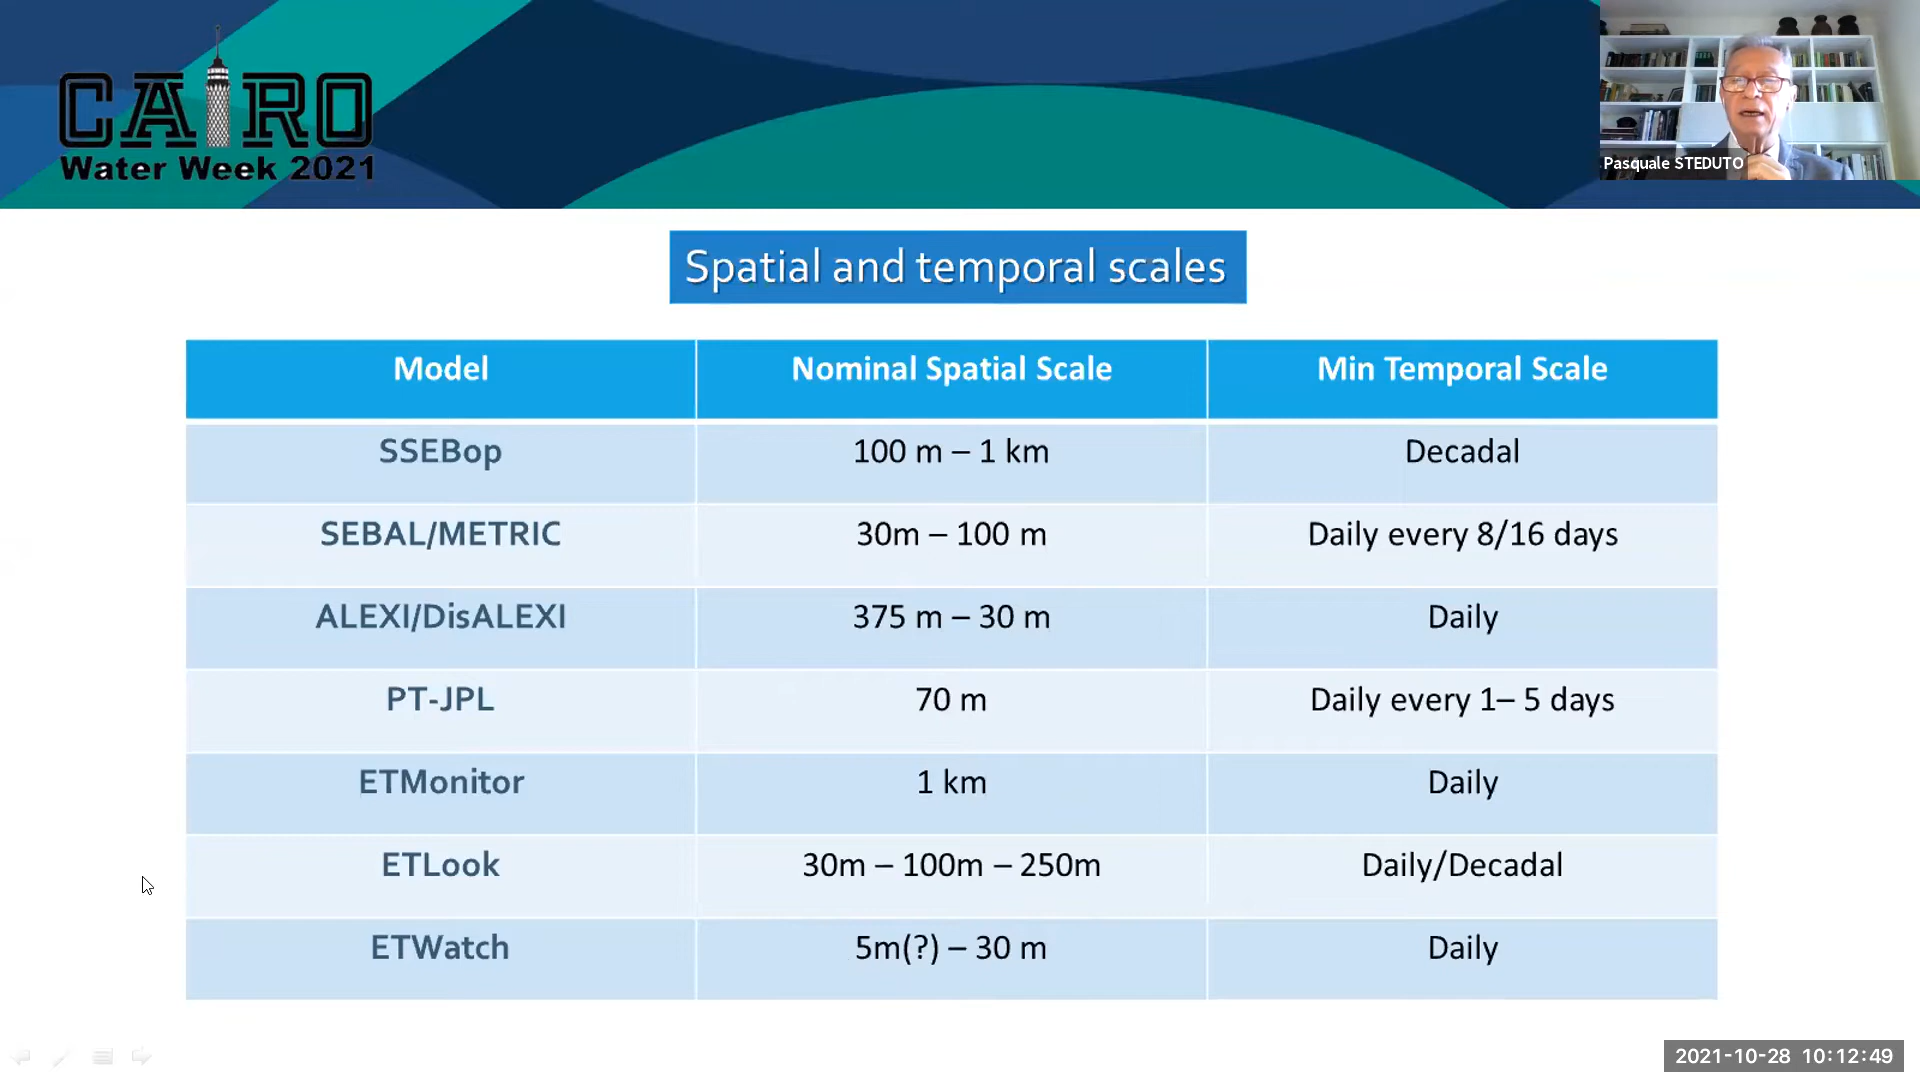 CAIRO
Water Week 2021
Pasquale STEDUTO
Spatial and temporal scales
Model Nominal Spatial Scale Min Temporal Scale
SSEBop 100 m – 1 km Decadal
SEBAL/METRIC 30m – 100 m Daily every 8/16 days
ALEXI/DisALEXI 375 m – 30 m Daily
PT-JPL 70 m Daily every 1– 5 days
ETMonitor 1 km Daily
ETLook 30m – 100m – 250m Daily/Decadal
ETWatch 5m(?) – 30 m Daily
2021-10-28 10:12:49